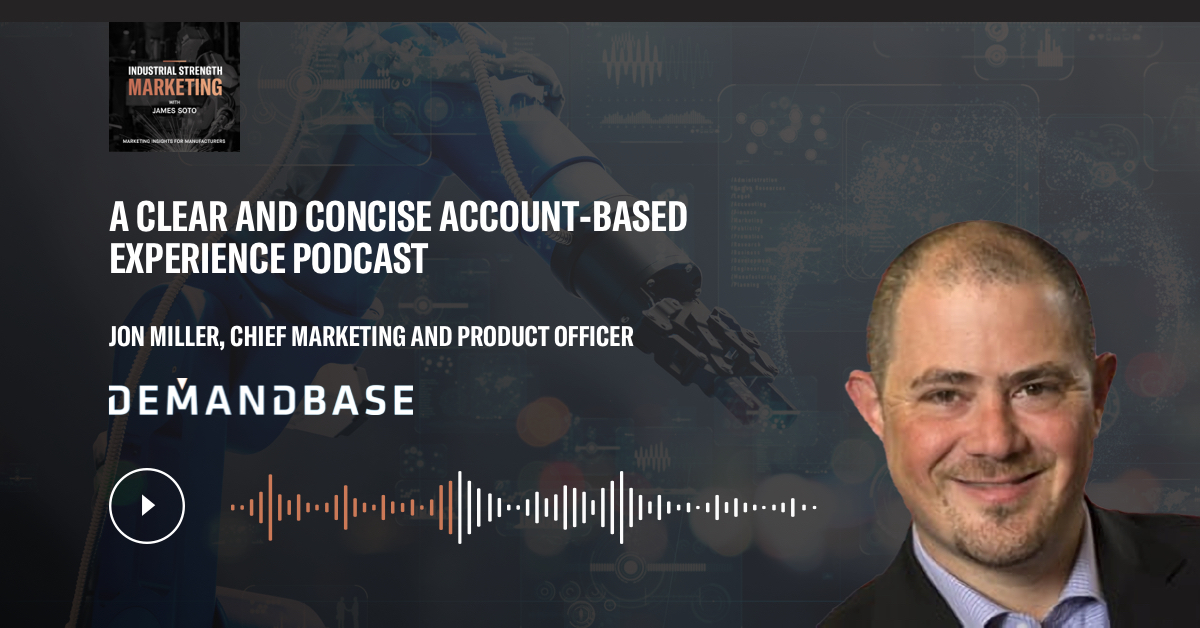 INDUSTRIAL STRENGTH
MARKETING
WITH
JAMES SOTO
MARKETING INSIGHTS FOR MANUFACTURERS
A CLEAR AND CONCISE ACCOUNT-BASED
EXPERIENCE PODCAST
JON MILLER, CHIEF MARKETING AND PRODUCT OFFICER
DEMANDBASE